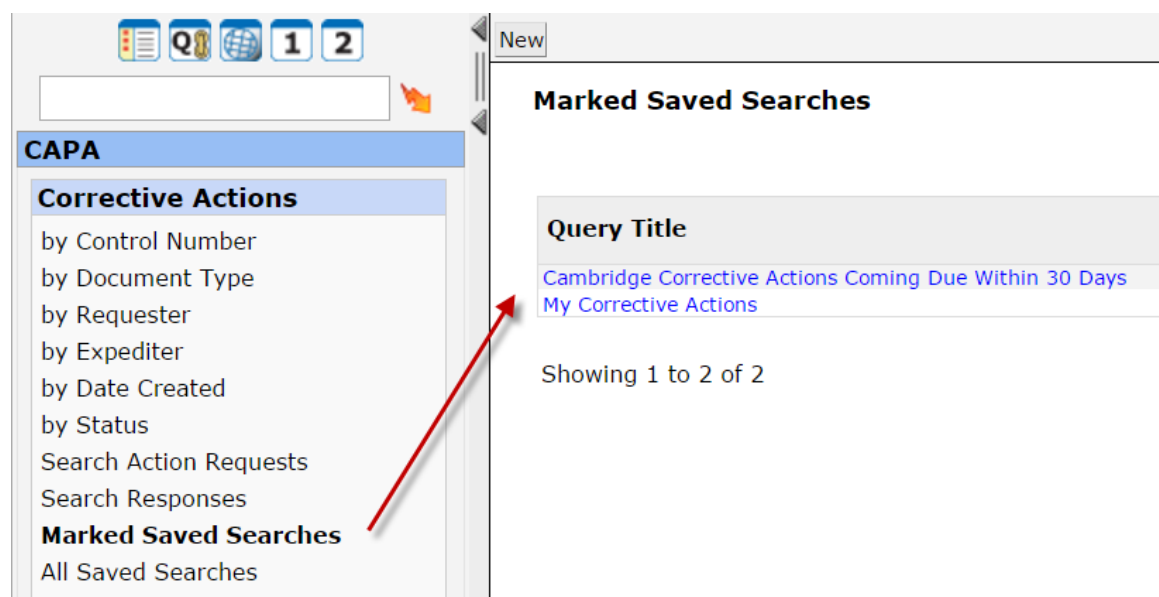 Q 1 2
CAPA
Corrective Actions
by Control Number
by Document Type
by Requester
by Expediter
by Date Created
by Status
Search Action Requests
Search Responses
Marked Saved Searches
All Saved Searches
New
Marked Saved Searches
Query Title
Cambridge Corrective Actions Coming Due Within 30 Days
My Corrective Actions
Showing 1 to 2 of 2